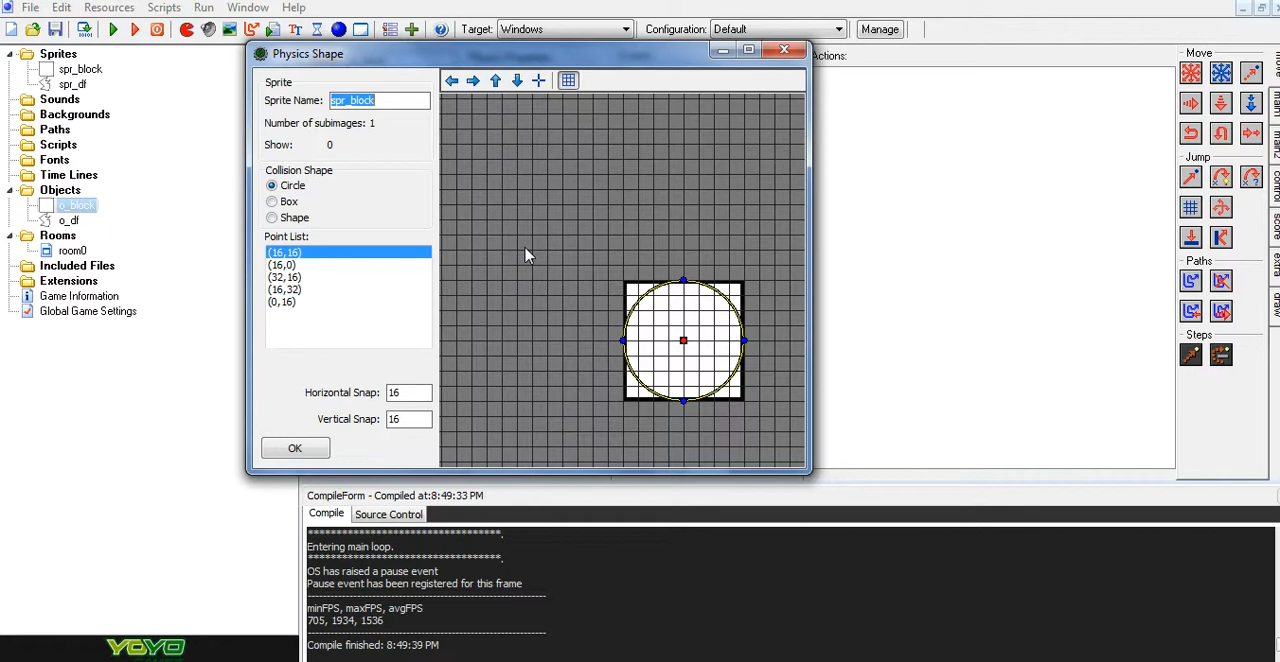 File Edit Resources Scripts Run Window Help
Target: Windows Configuration: Default Manage
Sprites
spr_block
spr_df
Sounds
Backgrounds
Paths
Scripts
Fonts
Time Lines
Objects
o_block
o_df
Rooms
room0
Included Files
Extensions
Game Information
Global Game Settings
YOYO
Physics Shape
Sprite
Sprite Name: spr_block
Number of subimages: 1
Show: 0
Collision Shape
Circle
Box
Shape
Point List:
(16,16)
(16,0)
(32,16)
(16,32)
(0,16)
Horizontal Snap: 16
Vertical Snap: 16
OK
Actions:
Move
Jump
Paths
Steps
move
main1
main2
control
extra
draw
CompileForm - Compiled at:8:49:33 PM
Compile Source Control
***********************************.
Entering main loop.
***********************************.
OS has raised a pause event
Pause event has been registered for this frame
minFPS, maxFPS, avgFPS
705, 1934, 1536
Compile finished: 8:49:39 PM